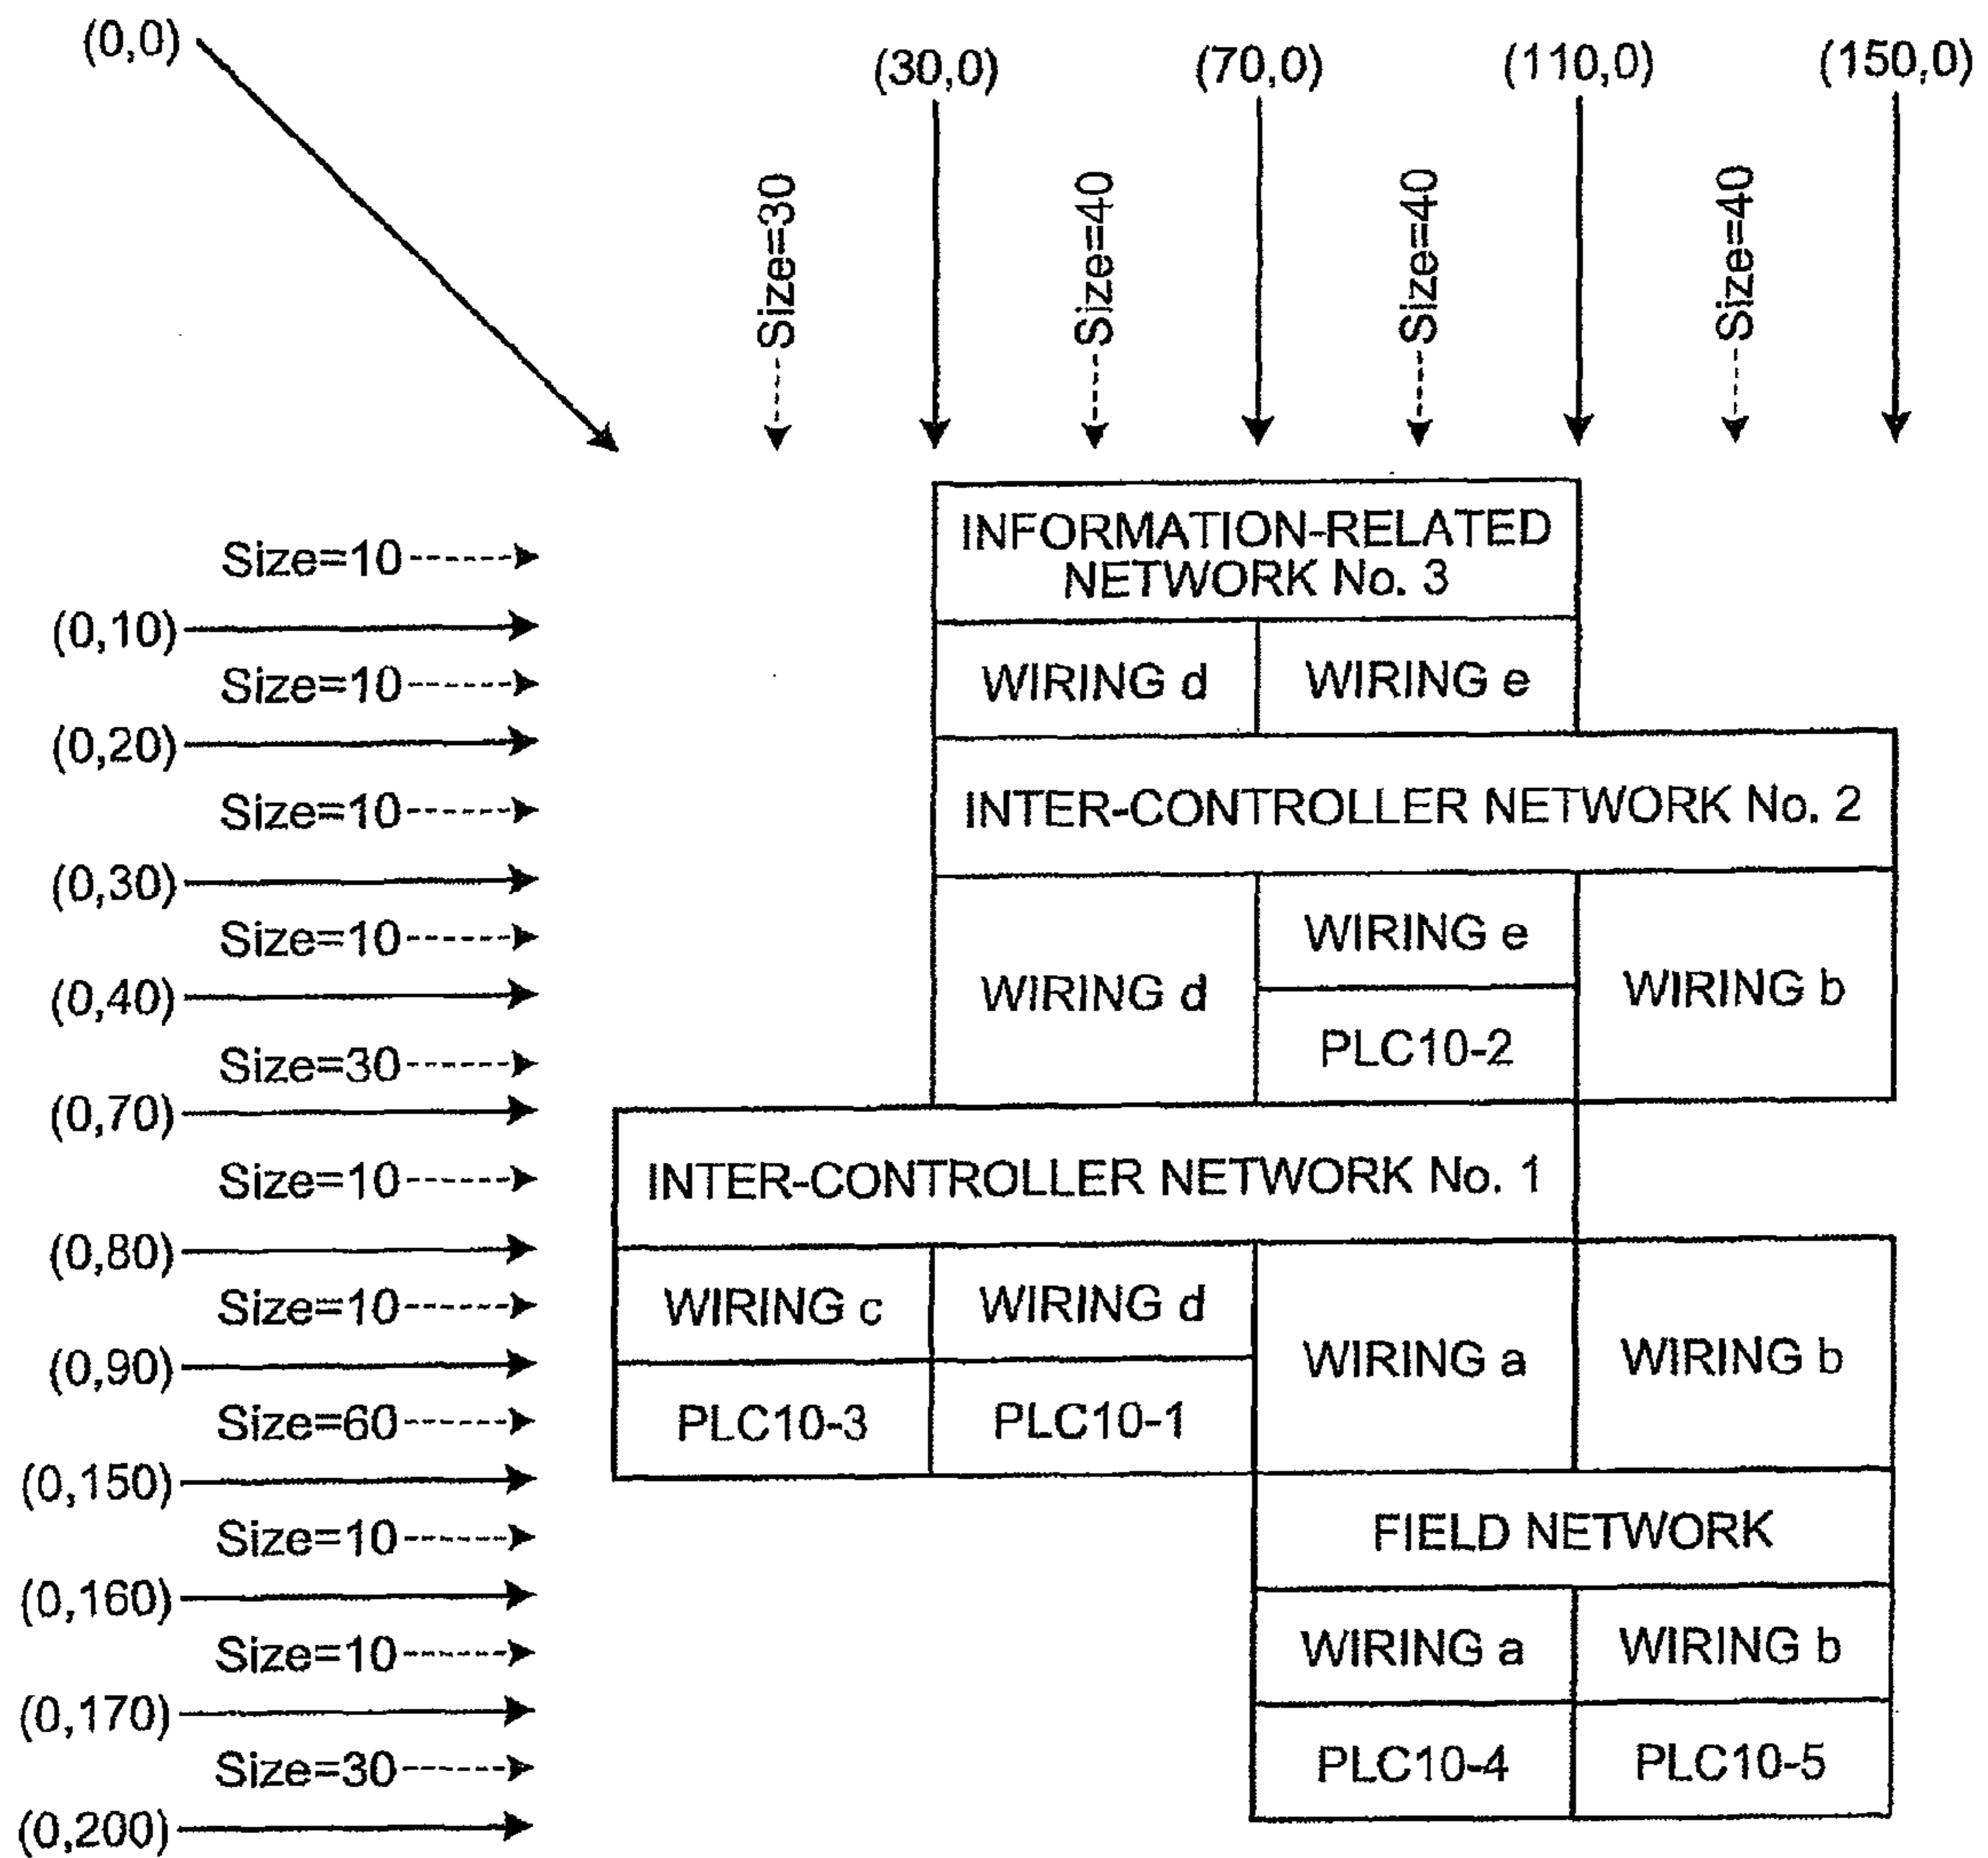 (0,0)
(30,0)
(70,0)
(110,0)
(150,0)
Size=30
Size=40
Size=40
Size=40
INFORMATION-RELATED
NETWORK No. 3
Size=10
(0,10)
WIRING d
WIRING e
Size=10
(0,20)
INTER-CONTROLLER NETWORK No. 2
Size=10
(0,30)
WIRING e
Size=10
WIRING d
WIRING b
(0,40)
PLC10-2
Size=30
(0,70)
INTER-CONTROLLER NETWORK No. 1
Size=10
(0,80)
WIRING c
WIRING d
Size=10
WIRING a
WIRING b
(0,90)
PLC10-3
PLC10-1
Size=60
(0,150)
FIELD NETWORK
Size=10
(0,160)
WIRING a
WIRING b
Size=10
(0,170)
PLC10-4
PLC10-5
Size=30
(0,200)